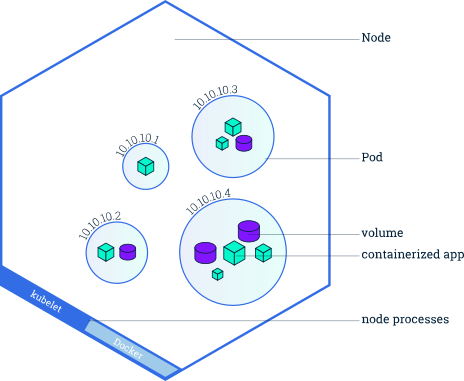 Node
10.10.10.3
10.10.10.1
Pod
10.10.10.4
10.10.10.2
volume
containerized app
kubelet
node processes
Docker